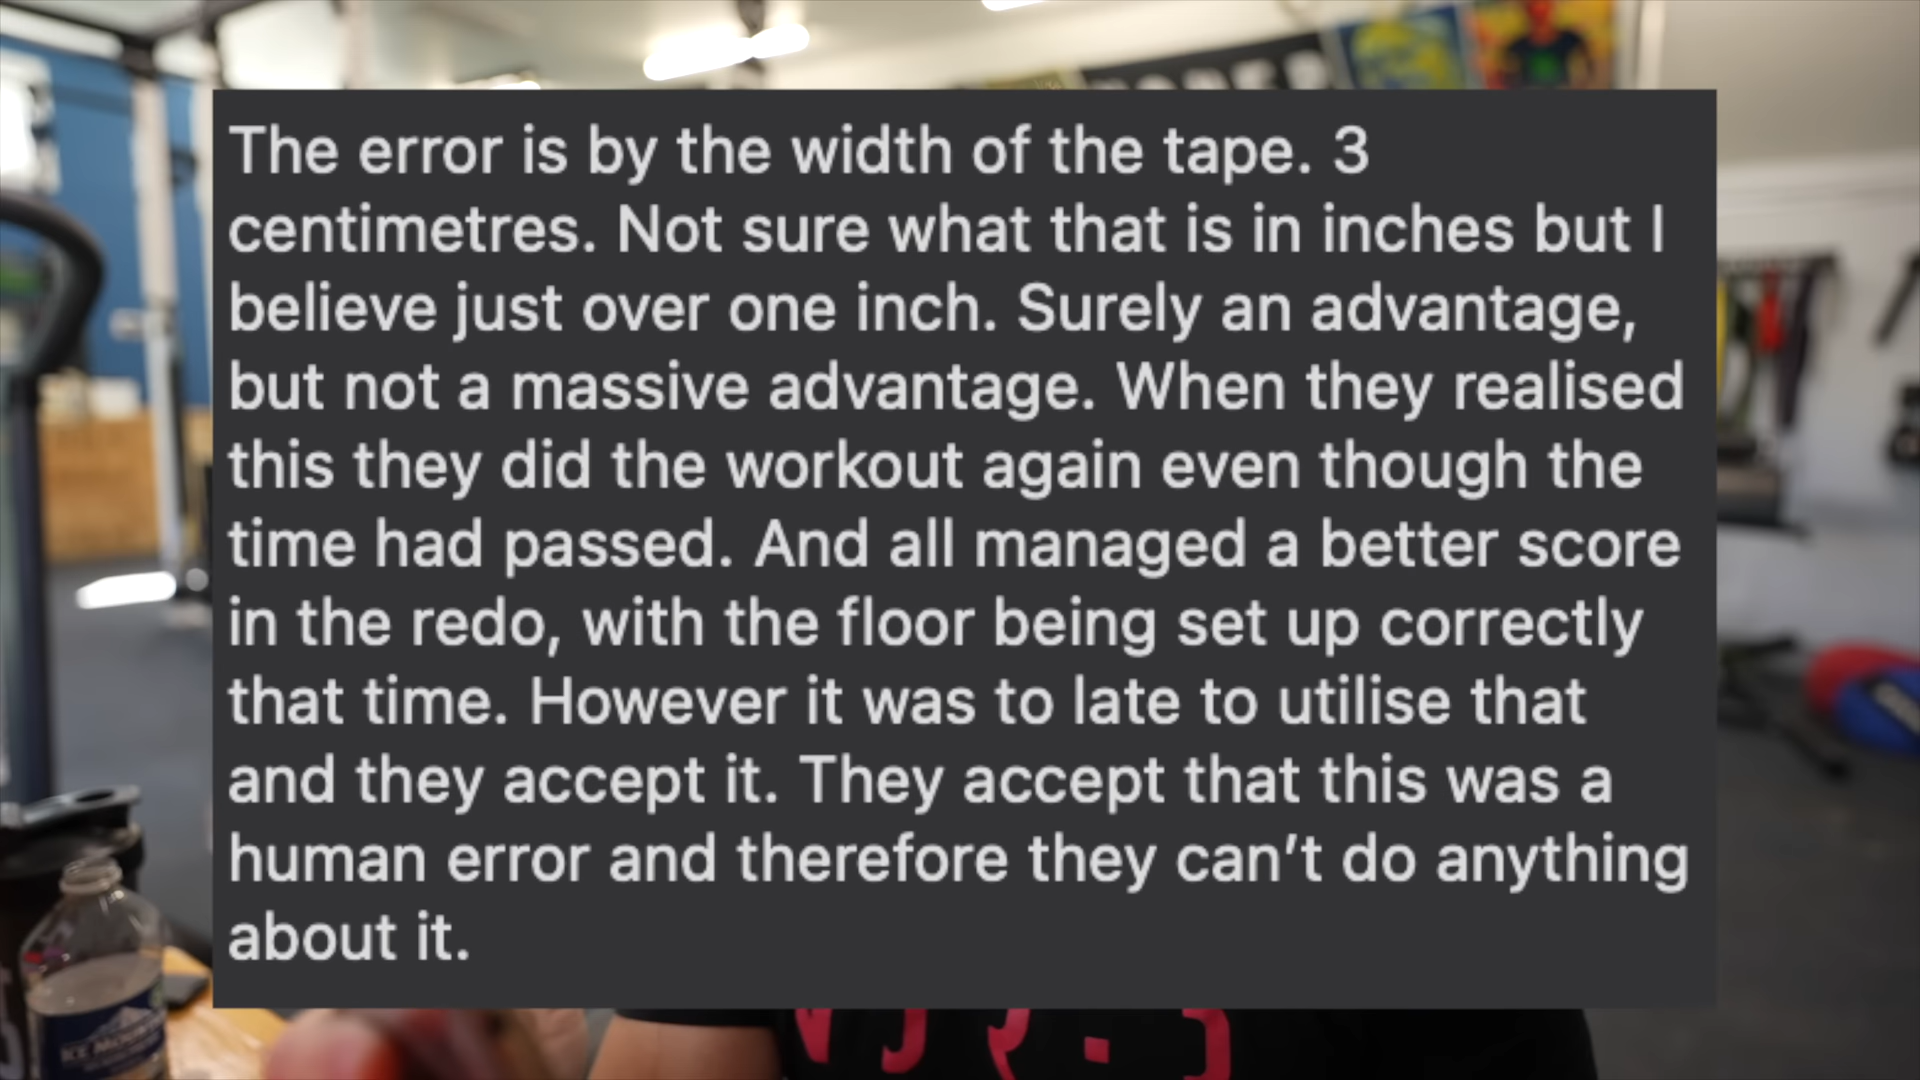 The error is by the width of the tape. 3
centimetres. Not sure what that is in inches but I
believe just over one inch. Surely an advantage,
but not a massive advantage. When they realised
this they did the workout again even though the
time had passed. And all managed a better score
in the redo, with the floor being set up correctly
that time. However it was to late to utilise that
and they accept it. They accept that this was a
human error and therefore they can’t do anything
about it.